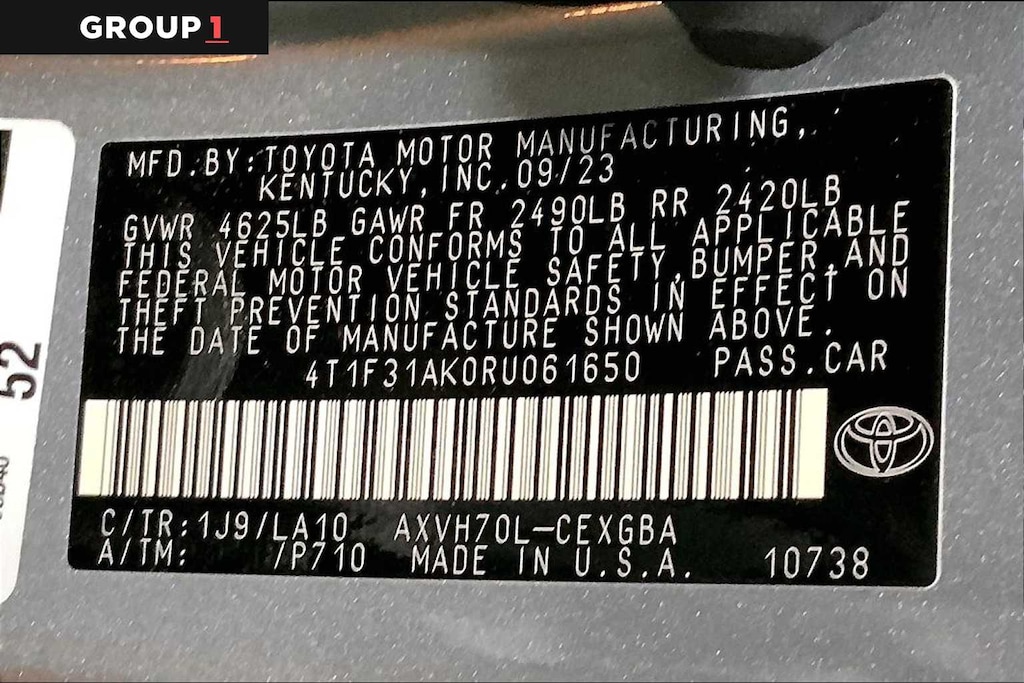 GROUP 1
MFD.BY:TOYOTA MOTOR MANUFACTURING,
KENTUCKY,INC.09/23
GVWR 4625LB GAWR FR 2490LB RR 2420LB
THIS VEHICLE CONFORMS TO ALL APPLICABLE
FEDERAL MOTOR VEHICLE SAFETY,BUMPER,AND
THEFT PREVENTION STANDARDS IN EFFECT ON
THE DATE OF MANUFACTURE SHOWN ABOVE.
4T1F31AK0RU061650 PASS.CAR
C/TR:1J9/LA10 AXVH70L-CEXGBA
A/TM: /P710 MADE IN U.S.A. 10738
52